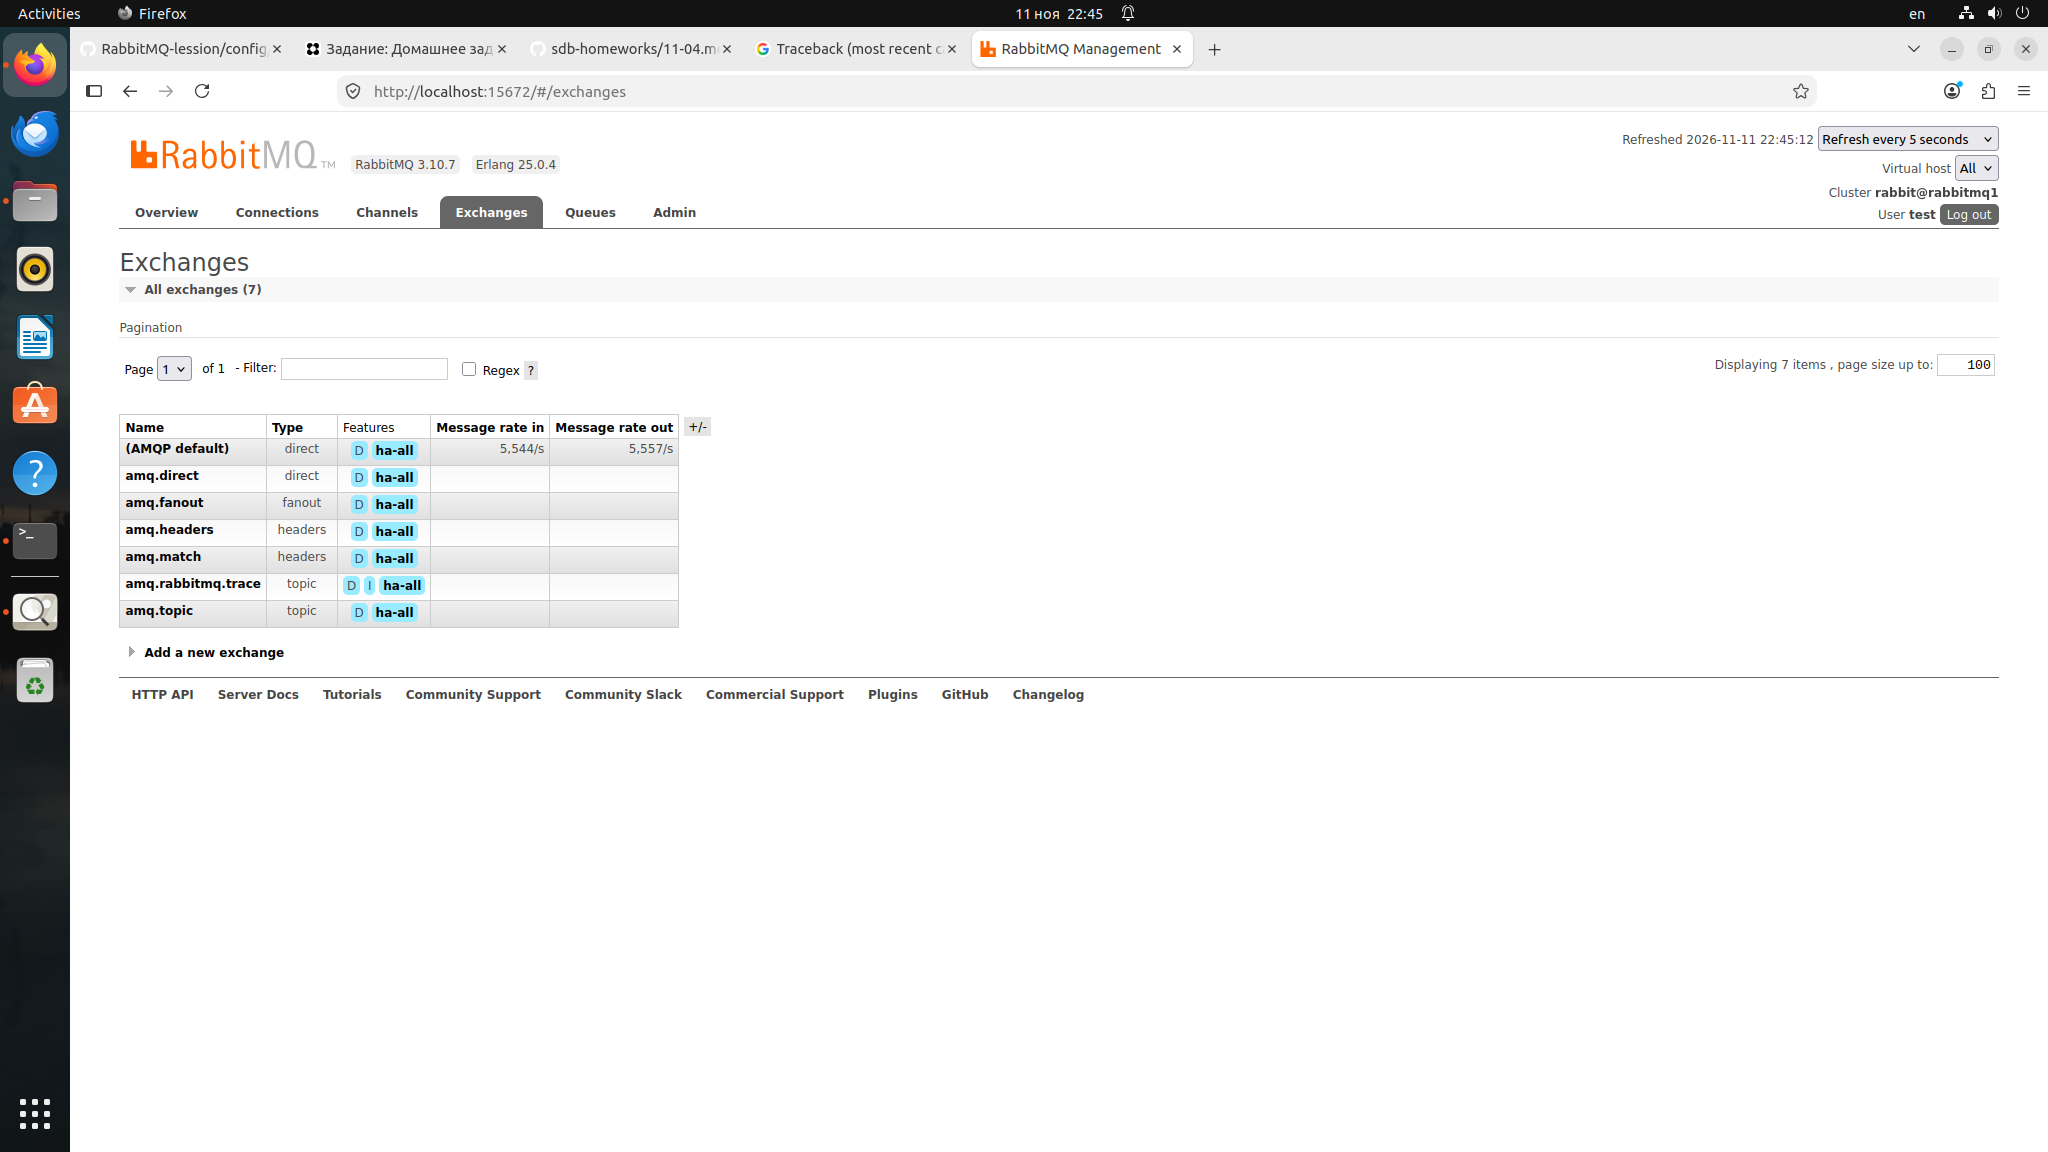 Activities Firefox 11 ноя 22:45 en
RabbitMQ-lession/config Задание: Домашнее зад sdb-homeworks/11-04.m Traceback (most recent c RabbitMQ Management
http://localhost:15672/#/exchanges
RabbitMQ TM RabbitMQ 3.10.7 Erlang 25.0.4
Refreshed 2026-11-11 22:45:12 Refresh every 5 seconds
Virtual host All
Cluster rabbit@rabbitmq1
User test Log out
Overview Connections Channels Exchanges Queues Admin
Exchanges
All exchanges (7)
Pagination
Page 1 of 1 - Filter: Regex ? Displaying 7 items , page size up to: 100
Name Type Features Message rate in Message rate out +/-
(AMQP default) direct D ha-all 5,544/s 5,557/s
amq.direct direct D ha-all
amq.fanout fanout D ha-all
amq.headers headers D ha-all
amq.match headers D ha-all
amq.rabbitmq.trace topic D I ha-all
amq.topic topic D ha-all
Add a new exchange
HTTP API Server Docs Tutorials Community Support Community Slack Commercial Support Plugins GitHub Changelog